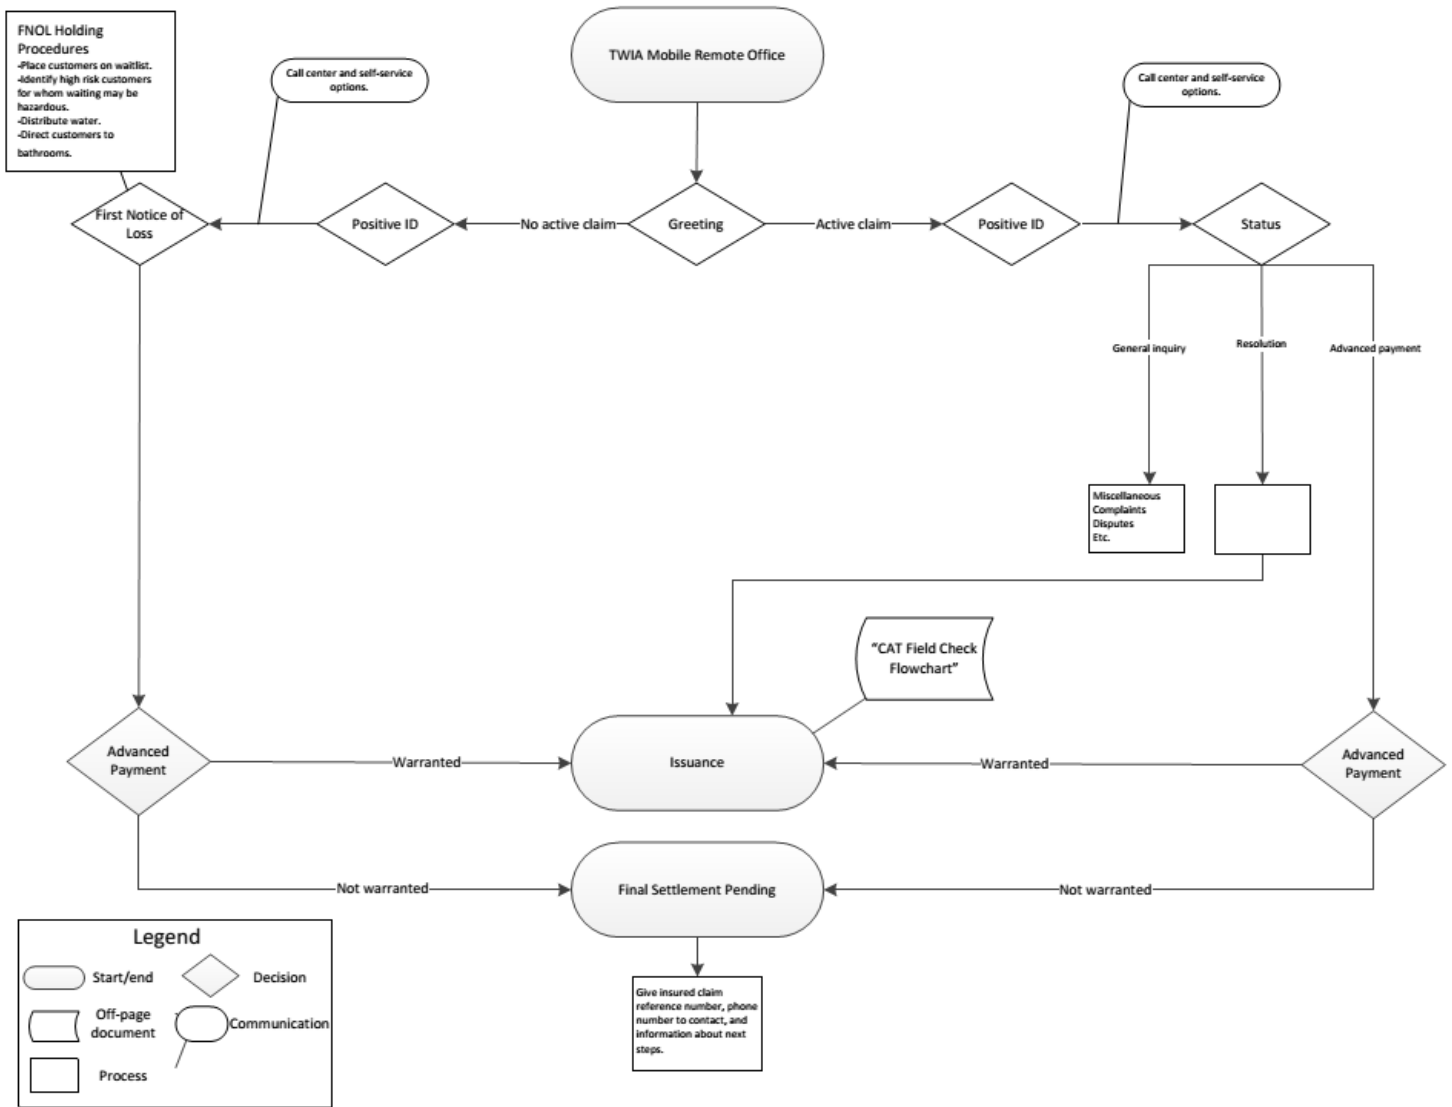 FNOL Holding
Procedures
-Place customers on waitlist.
-Identify high risk customers
for whom waiting may be
hazardous.
-Distribute water.
-Direct customers to
bathrooms.
Call center and self-service
options.
TWIA Mobile Remote Office
Call center and self-service
options.
First Notice of
Loss
Positive ID
No active claim
Greeting
Active claim
Positive ID
Status
General inquiry
Resolution
Advanced payment
Miscellaneous
Complaints
Disputes
Etc.
"CAT Field Check
Flowchart"
Advanced
Payment
Warranted
Issuance
Warranted
Advanced
Payment
Not warranted
Final Settlement Pending
Not warranted
Give insured claim
reference number, phone
number to contact, and
information about next
steps.
Legend
Start/end
Decision
Off-page
document
Communication
Process